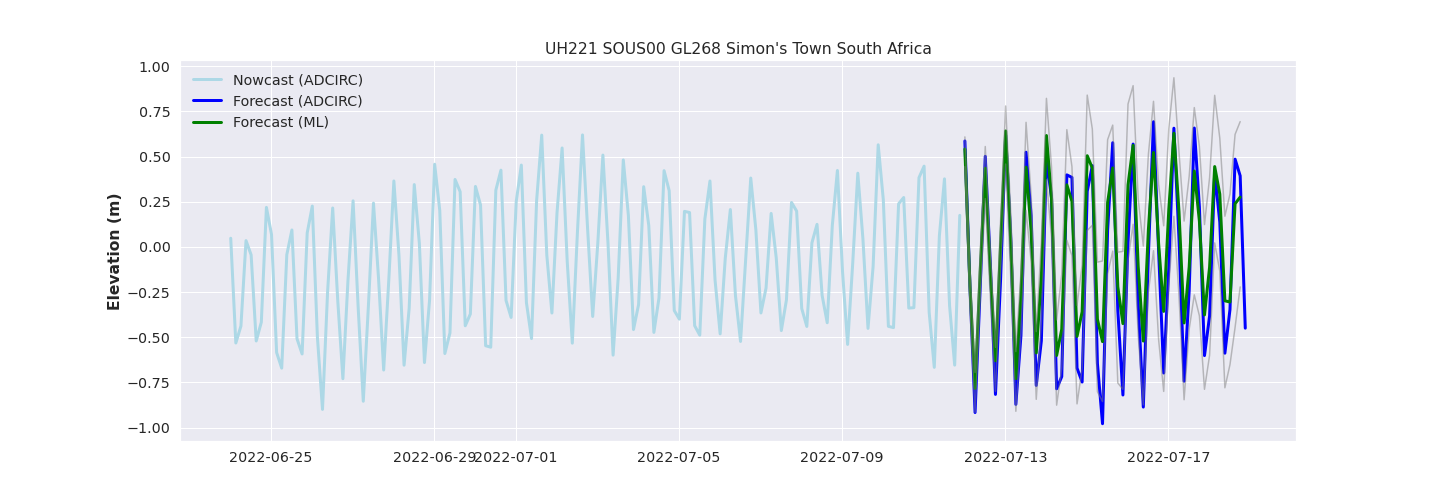 UH221 SOUS00 GL268 Simon's Town South Africa
Nowcast (ADCIRC)
Forecast (ADCIRC)
Forecast (ML)
Elevation (m)
1.00
0.75
0.50
0.25
0.00
−0.25
−0.50
−0.75
−1.00
2022-06-25 2022-06-29 2022-07-01 2022-07-05 2022-07-09 2022-07-13 2022-07-17